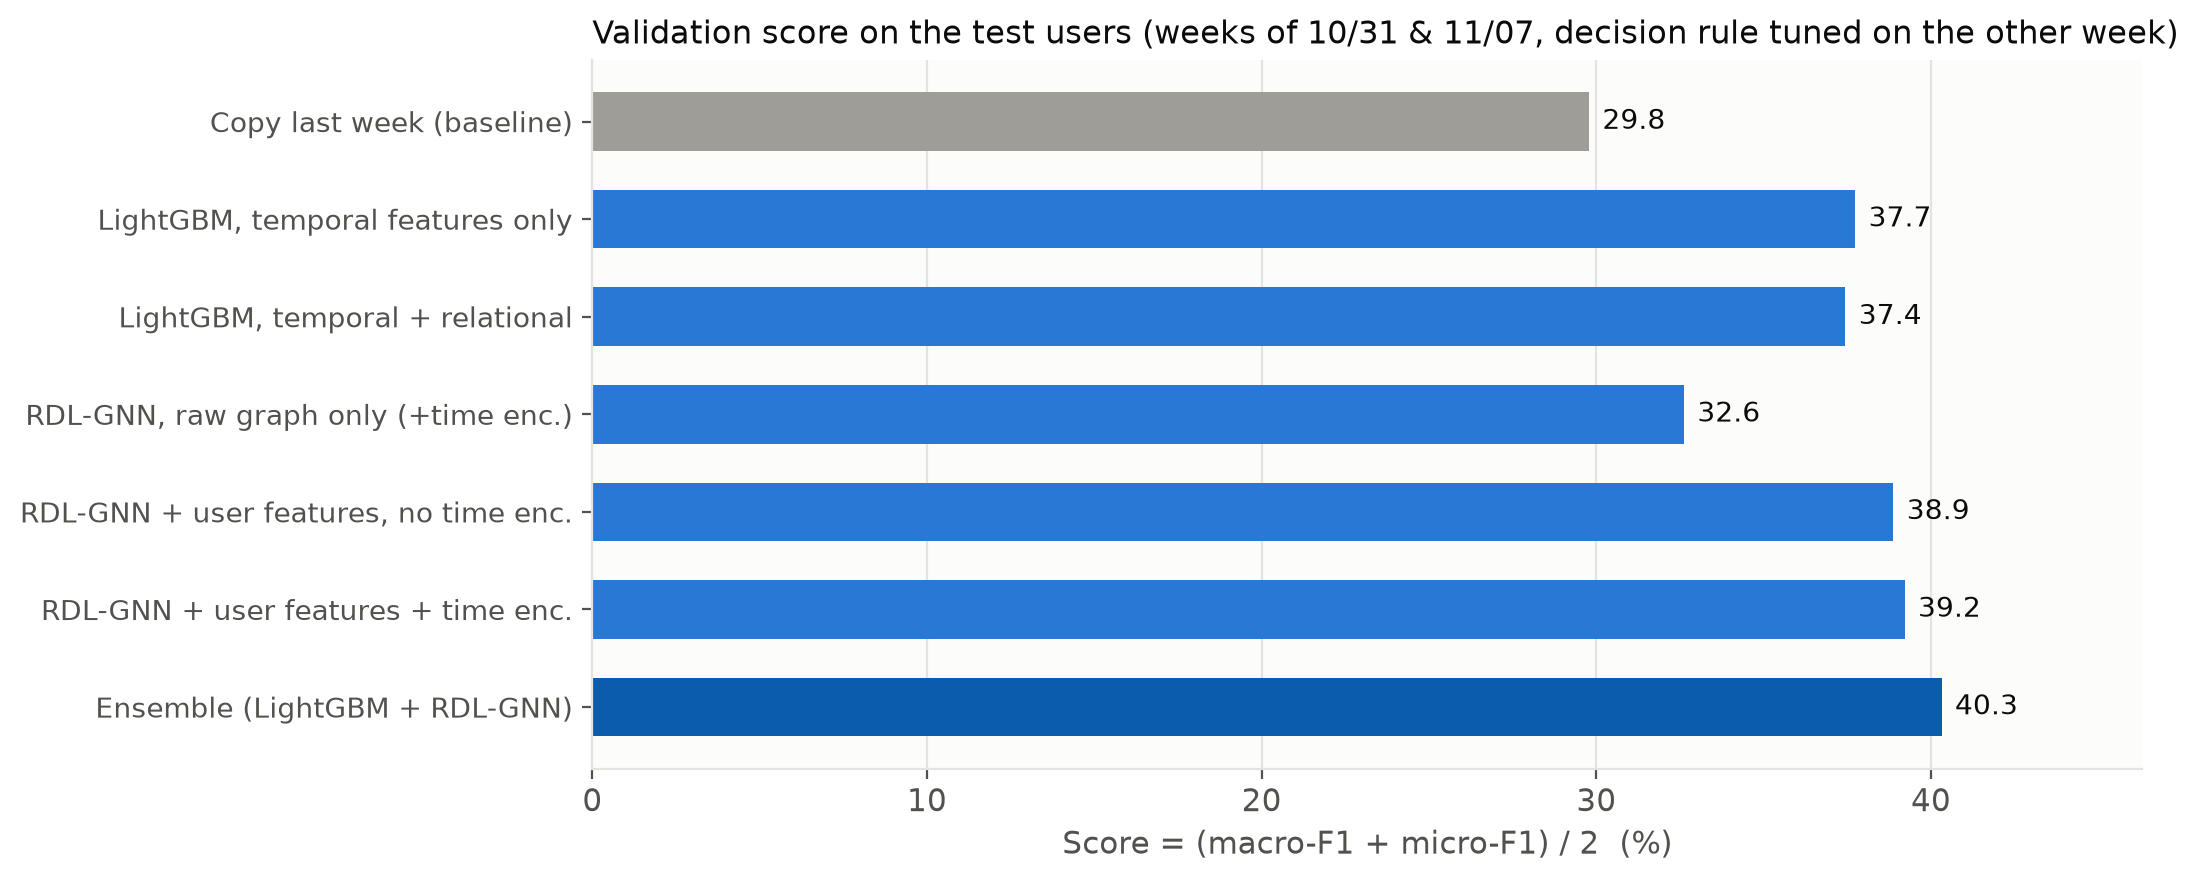 Validation score on the test users (weeks of 10/31 & 11/07, decision rule tuned on the other week)
Copy last week (baseline) 29.8
LightGBM, temporal features only 37.7
LightGBM, temporal + relational 37.4
RDL-GNN, raw graph only (+time enc.) 32.6
RDL-GNN + user features, no time enc. 38.9
RDL-GNN + user features + time enc. 39.2
Ensemble (LightGBM + RDL-GNN) 40.3
0 10 20 30 40
Score = (macro-F1 + micro-F1) / 2 (%)